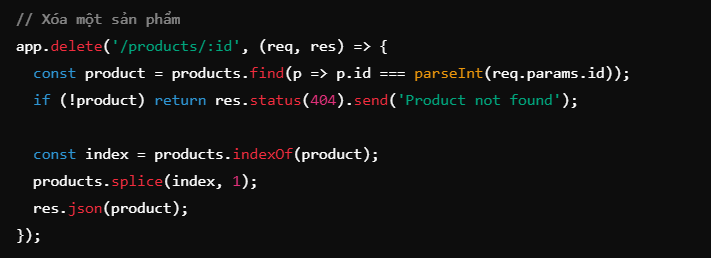 // Xóa một sản phẩm
app.delete('/products/:id', (req, res) => {
  const product = products.find(p => p.id === parseInt(req.params.id));
  if (!product) return res.status(404).send('Product not found');

  const index = products.indexOf(product);
  products.splice(index, 1);
  res.json(product);
});